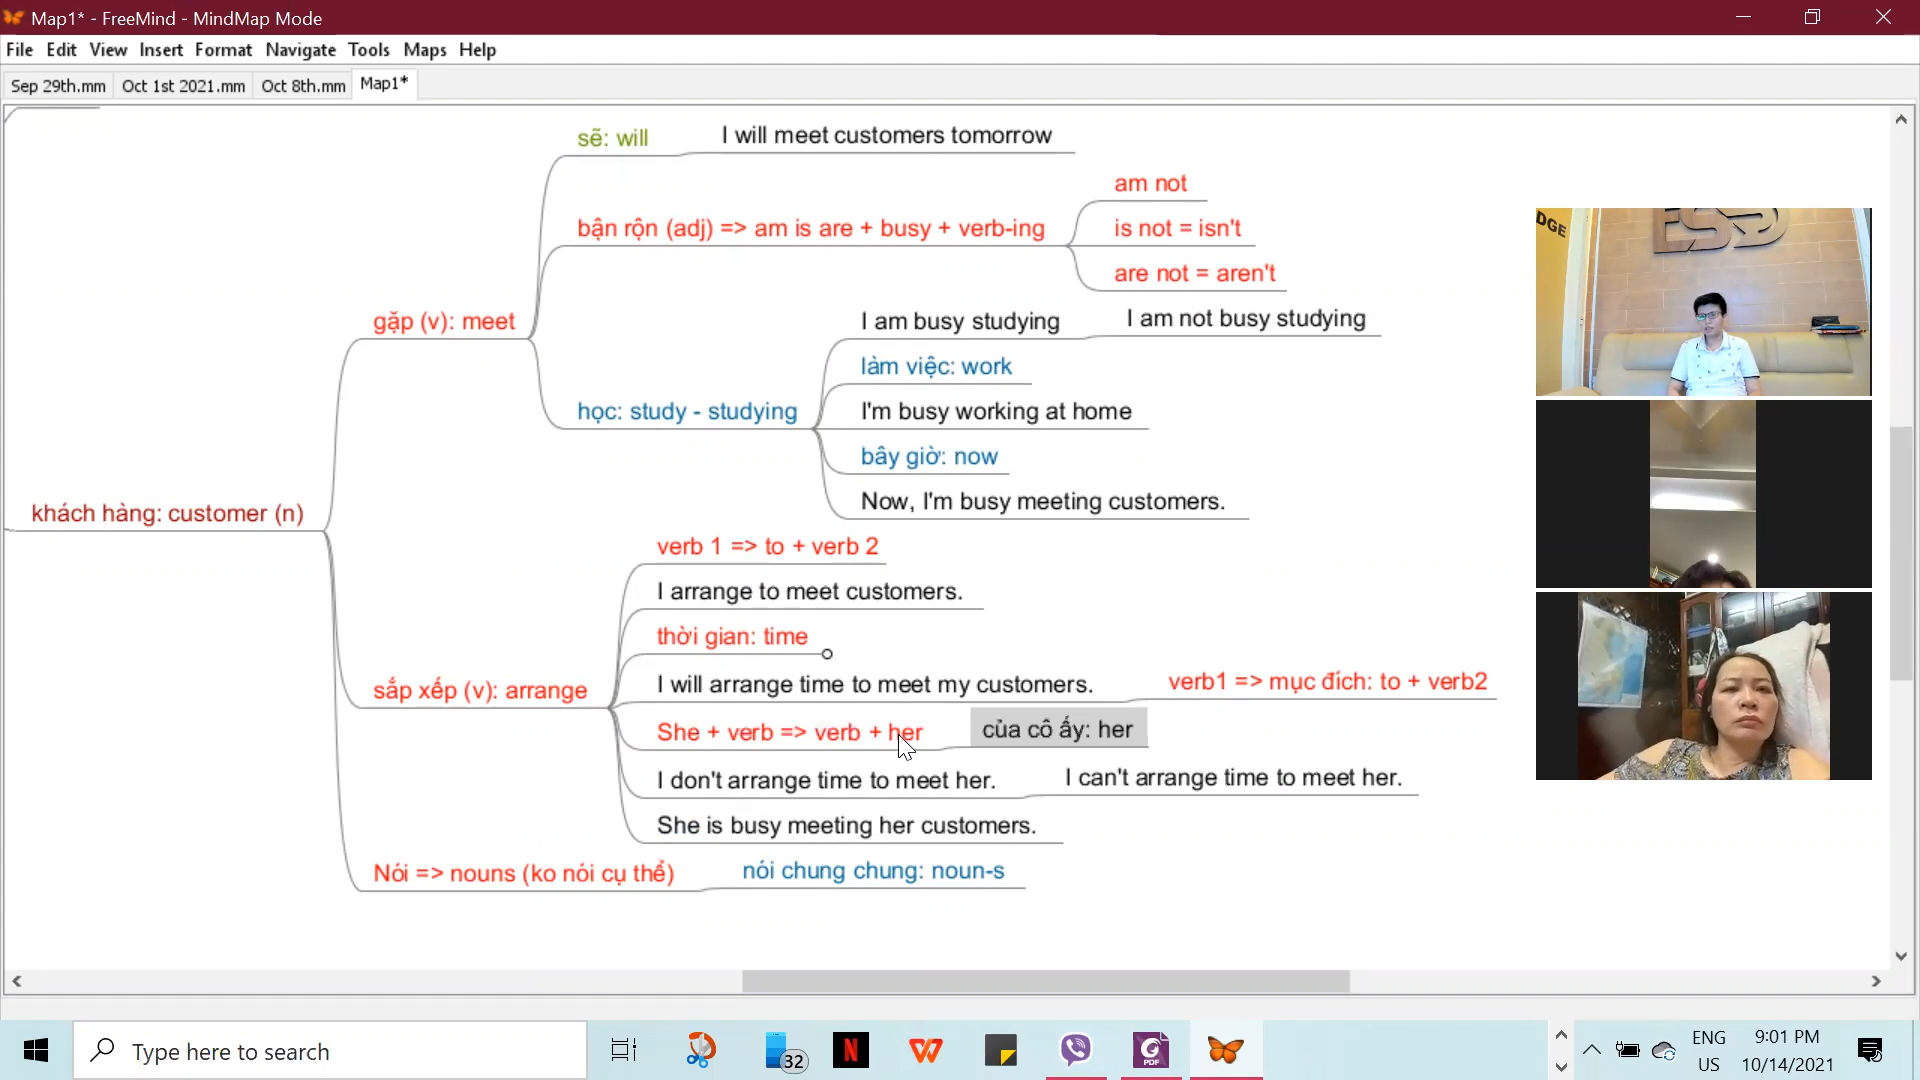 Map1* - FreeMind - MindMap Mode
File Edit View Insert Format Navigate Tools Maps Help
Sep 29th.mm Oct 1st 2021.mm Oct 8th.mm Map1*
sẽ: will I will meet customers tomorrow
am not
bận rộn (adj) => am is are + busy + verb-ing is not = isn't
are not = aren't
gặp (v): meet I am busy studying I am not busy studying
làm việc: work
học: study - studying I'm busy working at home
bây giờ: now
Now, I'm busy meeting customers.
khách hàng: customer (n)
verb 1 => to + verb 2
I arrange to meet customers.
thời gian: time
sắp xếp (v): arrange I will arrange time to meet my customers. verb1 => mục đích: to + verb2
She + verb => verb + her của cô ấy: her
I don't arrange time to meet her. I can't arrange time to meet her.
She is busy meeting her customers.
Nói => nouns (ko nói cụ thể) nói chung chung: noun-s
DGE
ESD
Type here to search
32
N
W
PDF
ENG
US
9:01 PM
10/14/2021